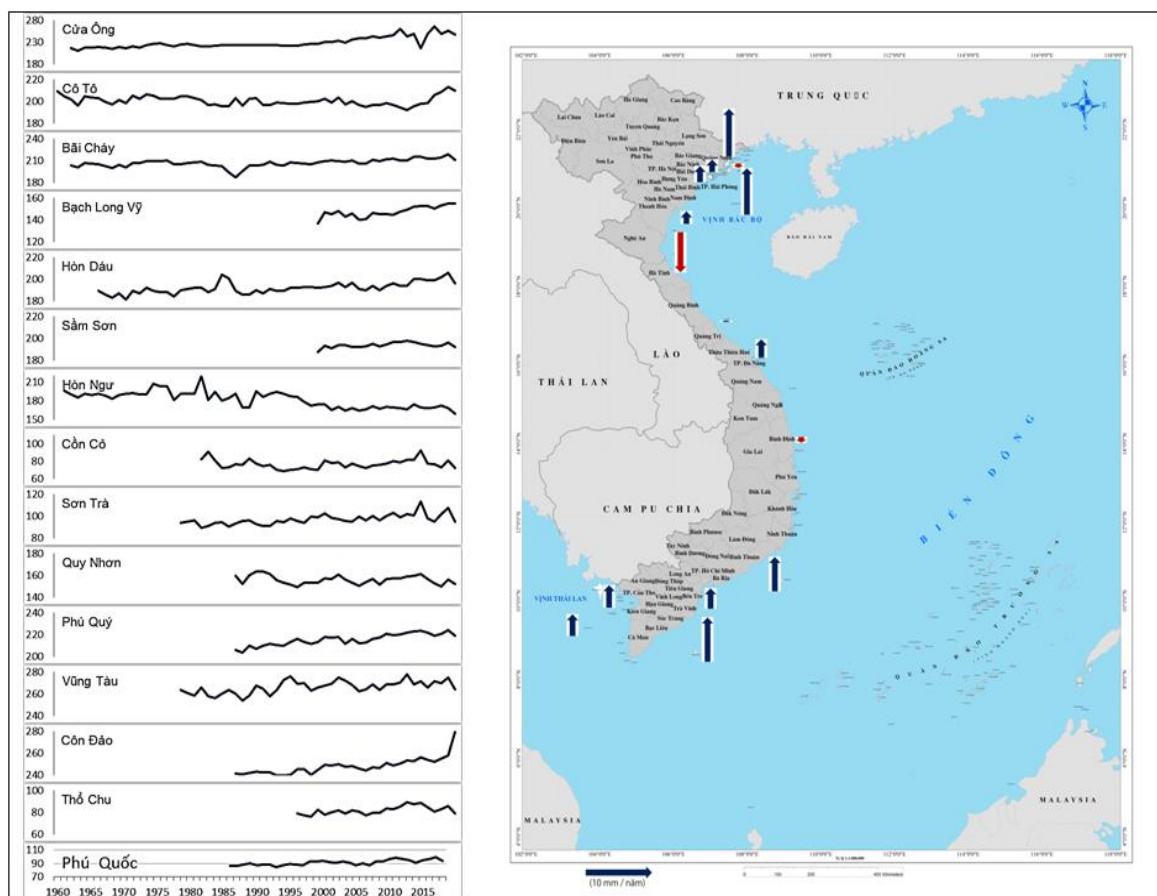 280
Cửa Ông
230
180
220
Cô Tô
200
180
240
Bãi Cháy
210
180
160
Bạch Long Vỹ
140
120
220
Hòn Dáu
200
180
220
Sầm Sơn
200
180
Hòn Ngư
210
180
150
100
Cồn Cỏ
80
60
120
Sơn Trà
100
80
180
Quy Nhơn
160
140
240
Phú Quý
220
200
280
Vũng Tàu
260
240
280
Côn Đảo
260
240
100
Thổ Chu
80
60
110
Phú Quốc
90
70
1960 1965 1970 1975 1980 1985 1990 1995 2000 2005 2010 2015
TRUNG QUỐC
N
W E
S
Hà Giang
Cao Bằng
Lai Châu
Lào Cai
Bắc Kạn
Tuyên Quang
Lạng Sơn
Điện Biên
Yên Bái
Thái Nguyên
Vĩnh Phúc
Phú Thọ
Bắc Giang
Sơn La
Bắc Ninh
TP. Hà Nội
Hưng Yên
Hòa Bình
Thái Bình
TP. Hải Phòng
Hà Nam
Ninh Bình
Nam Định
Thanh Hóa
VỊNH BẮC BỘ
ĐẢO HẢI NAM
Nghệ An
Hà Tĩnh
Quảng Bình
LÀO
Quảng Trị
Thừa Thiên Huế
TP. Đà Nẵng
QUẦN ĐẢO HOÀNG SA
THÁI LAN
Quảng Nam
Quảng Ngãi
Kon Tum
Bình Định
Gia Lai
BIỂN ĐÔNG
Phú Yên
Đăk Lăk
CAM PU CHIA
Khánh Hòa
Đăk Nông
Bình Phước
Lâm Đồng
Ninh Thuận
Tây Ninh
Bình Dương
Đồng Nai
Bình Thuận
TP. Hồ Chí Minh
Long An
Bà Rịa
An Giang
Đồng Tháp
Tiền Giang
VỊNH THÁI LAN
TP. Cần Thơ
Vĩnh Long
Bến Tre
Hậu Giang
Trà Vinh
Kiên Giang
Sóc Trăng
Bạc Liêu
Cà Mau
QUẦN ĐẢO TRƯỜNG SA
MALAYSIA
MALAYSIA
(10 mm / năm)